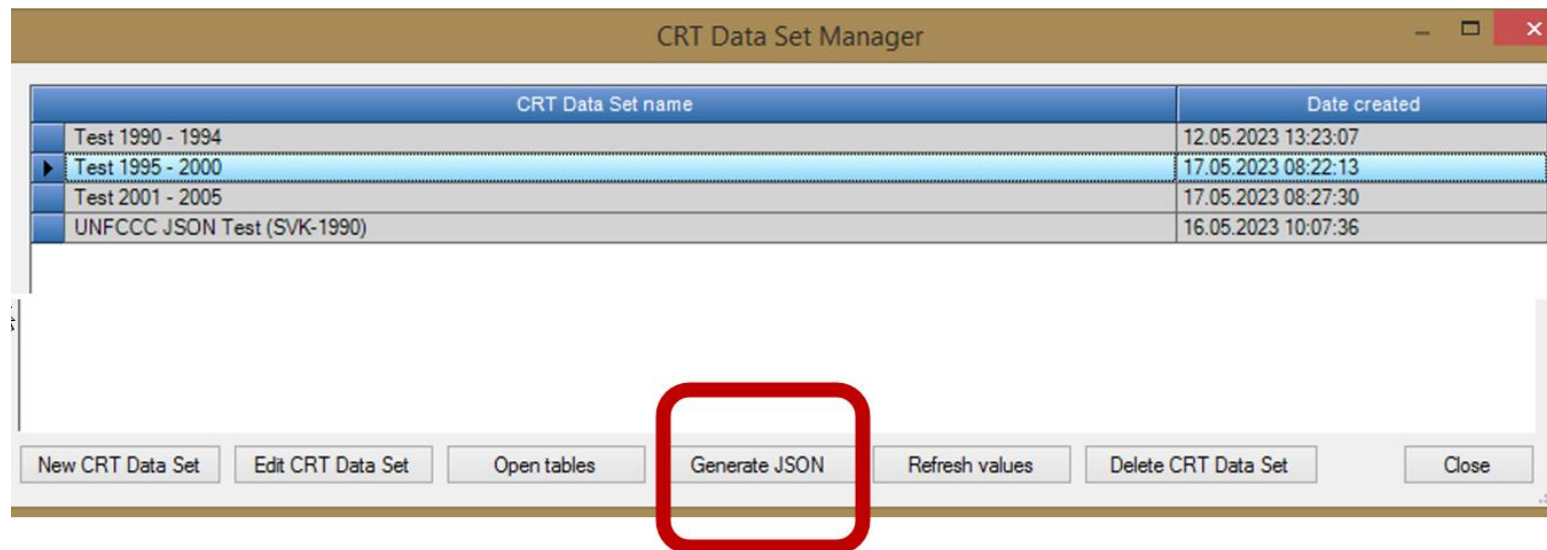 CRT Data Set Manager
CRT Data Set name Date created
Test 1990 - 1994 12.05.2023 13:23:07
Test 1995 - 2000 17.05.2023 08:22:13
Test 2001 - 2005 17.05.2023 08:27:30
UNFCCC JSON Test (SVK-1990) 16.05.2023 10:07:36
New CRT Data Set Edit CRT Data Set Open tables Generate JSON Refresh values Delete CRT Data Set Close